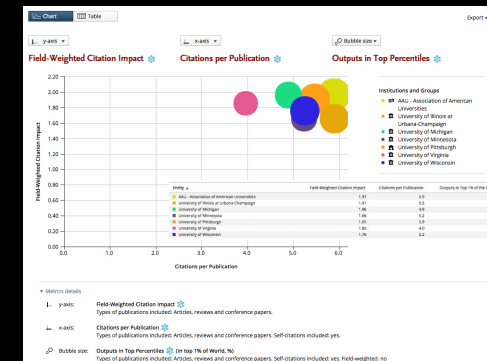 Chart Table
Export
y-axis x-axis Bubble size
Field-Weighted Citation Impact Citations per Publication Outputs in Top Percentiles
2.20
2.00
1.80
1.60
1.40
1.20
1.00
0.80
0.60
0.40
0.20
0.00
Field-Weighted Citation Impact
0.0 1.0 2.0 3.0 4.0 5.0 6.0
Citations per Publication
Institutions and Groups
AAU - Association of American
Universities
University of Illinois at
Urbana-Champaign
University of Michigan
University of Minnesota
University of Pittsburgh
University of Virginia
University of Wisconsin
Entity Field-Weighted Citation Impact Citations per Publication Outputs in Top 1% of the
AAU - Association of American Universities 1.97 5.9
University of Illinois at Urbana-Champaign 1.91 5.5
University of Michigan 1.96 4.9
University of Minnesota 1.66 5.2
University of Pittsburgh 1.65 5.9
University of Virginia 1.85 4.0
University of Wisconsin 1.76 5.2
Metrics details
y-axis: Field-Weighted Citation Impact
Types of publications included: Articles, reviews and conference papers.
x-axis: Citations per Publication
Types of publications included: Articles, reviews and conference papers. Self-citations included: yes.
Bubble size: Outputs in Top Percentiles (in top 1% of World, %)
Types of publications included: Articles, reviews and conference papers. Self-citations included: yes. Field-weighted: no